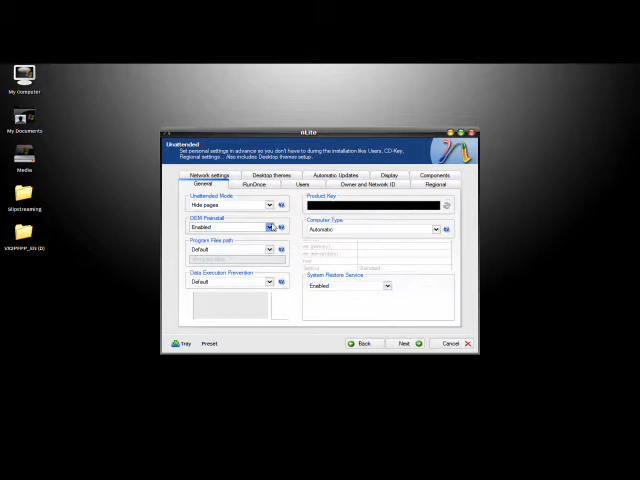 My Computer
My Documents
Media
Slipstreaming
VX2PFPP_EN (D)
nLite
Unattended
Set personal settings in advance so you don't have to during the installation like Users, CD-Key,
Regional settings... Also includes Desktop themes setup.
Network settings
Desktop themes
Automatic Updates
Display
Components
General
RunOnce
Users
Owner and Network ID
Regional
Unattended Mode
Hide pages
OEM Preinstall
Enabled
Program Files path
Default
Data Execution Prevention
Default
Product Key
Computer Type
Automatic
Standard
System Restore Service
Enabled
Tray
Preset
Back
Next
Cancel